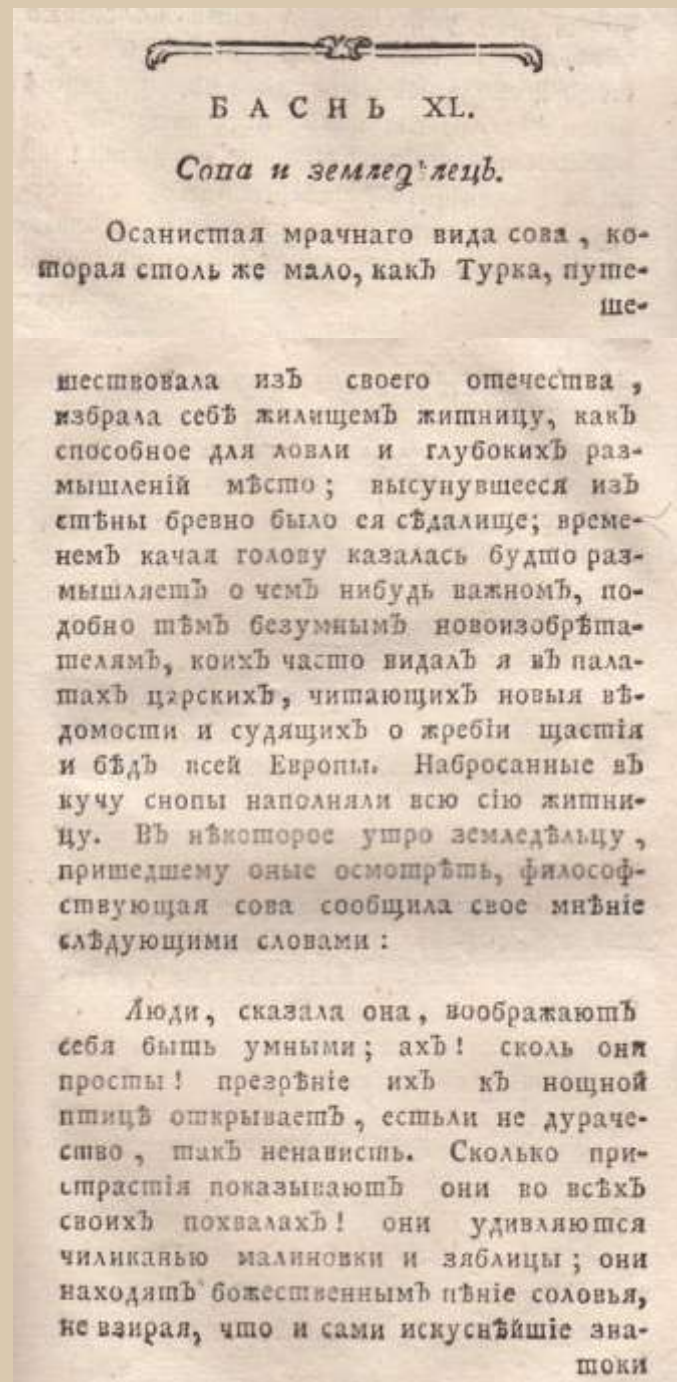 БАСНЬ XL.
Сова и земледѣлецъ.
Осанистая мрачнаго вида сова, ко-
торая столь же мало, какъ Турка, путе-
ше-
шествовала изъ своего отечества,
избрала себѣ жилищемъ житницу, какъ
способное для ловли и глубокихъ раз-
мышленій мѣсто; высунувшееся изъ
стѣны бревно было ея сѣдалище; време-
немъ качая голову казалась будто раз-
мышляетъ о чемъ нибудь важномъ, по-
добно тѣмъ безумнымъ новоизобрѣта-
телямъ, коихъ часто видалъ я въ пала-
тахъ царскихъ, читающихъ новыя вѣ-
домости и судящихъ о жребіи щастія
и бѣдъ всей Европы. Набросанные въ
кучу снопы наполняли всю сію житни-
цу. Въ нѣкоторое утро земледѣльцу,
пришедшему оные осмотрѣть, философ-
ствующая сова сообщила свое мнѣніе
слѣдующими словами:
Люди, сказала она, воображаютъ
себя быть умными; ахъ! сколь они
просты! презрѣніе ихъ къ нощной
птицѣ открываетъ, естьли не дураче-
ство, такъ ненависть. Сколько при-
страстія показываютъ они во всѣхъ
своихъ похвалахъ! они удивляются
чиликанью малиновки и зяблицы; они
находятъ божественнымъ пѣніе соловья,
не взирая, что и сами искуснѣйшіе зна-
токи